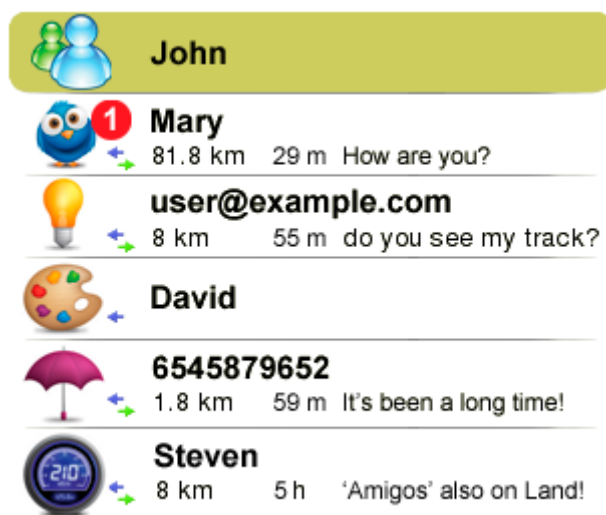 John
1
Mary
81.8 km 29 m How are you?
user@example.com
8 km 55 m do you see my track?
David
6545879652
1.8 km 59 m It's been a long time!
Steven
210
8 km 5 h 'Amigos' also on Land!